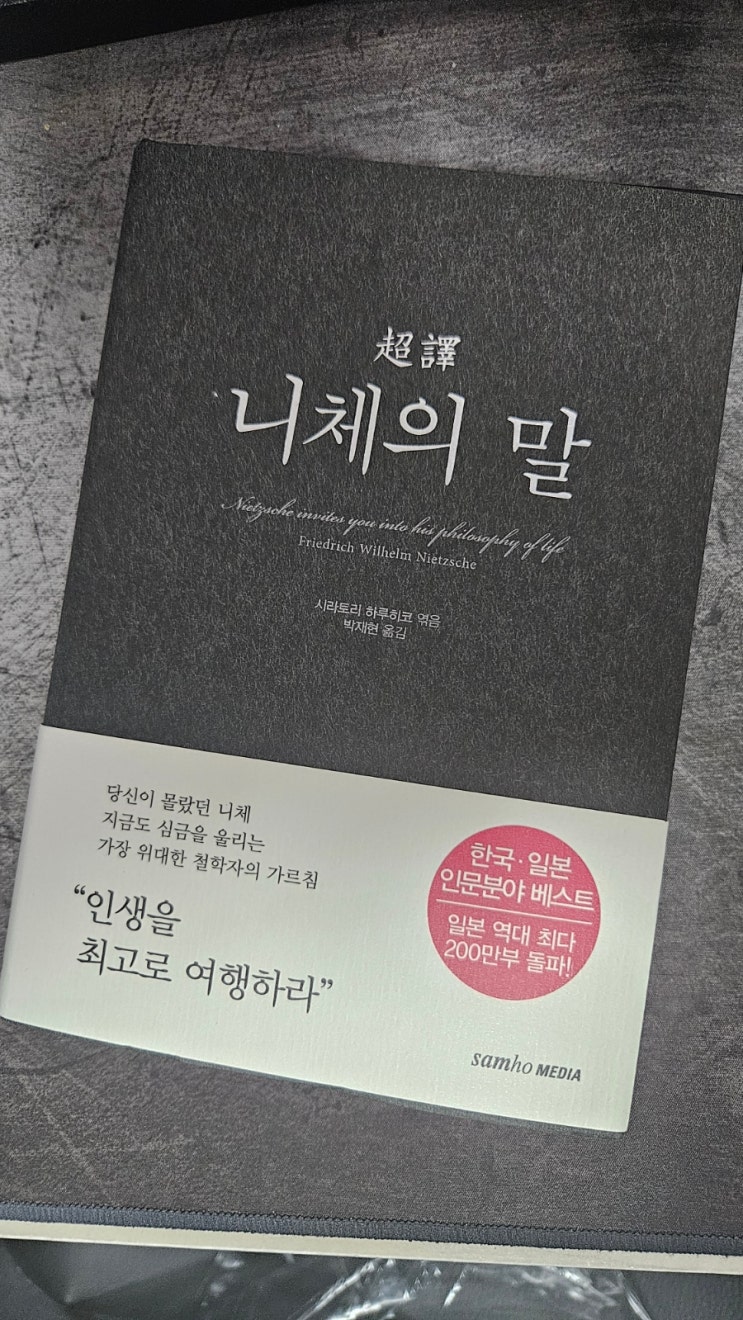 超譯
니체의 말
Nietzsche invites you into his philosophy of life
Friedrich Wilhelm Nietzsche
시라토리 하루히코 엮음
박재현 옮김
당신이 몰랐던 니체
지금도 심금을 울리는
가장 위대한 철학자의 가르침
“인생을
최고로 여행하라”
한국·일본
인문분야 베스트
일본 역대 최다
200만부 돌파!
samho MEDIA